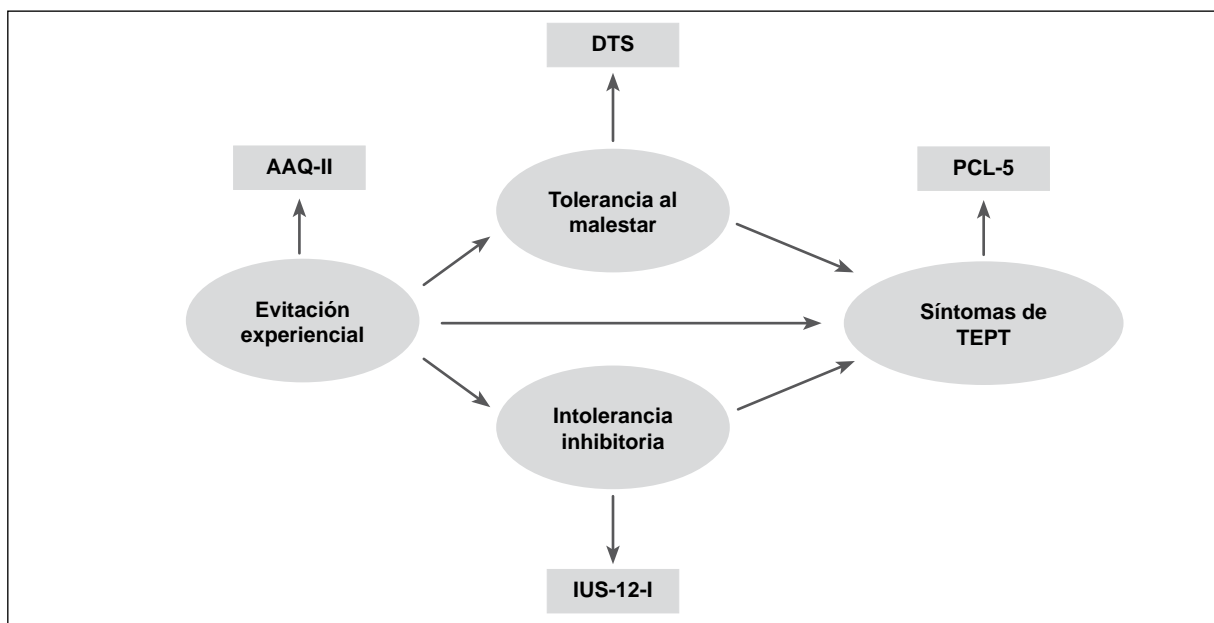 DTS
AAQ-II
PCL-5
Tolerancia al
malestar
Evitación
experiencial
Síntomas de
TEPT
Intolerancia
inhibitoria
IUS-12-I